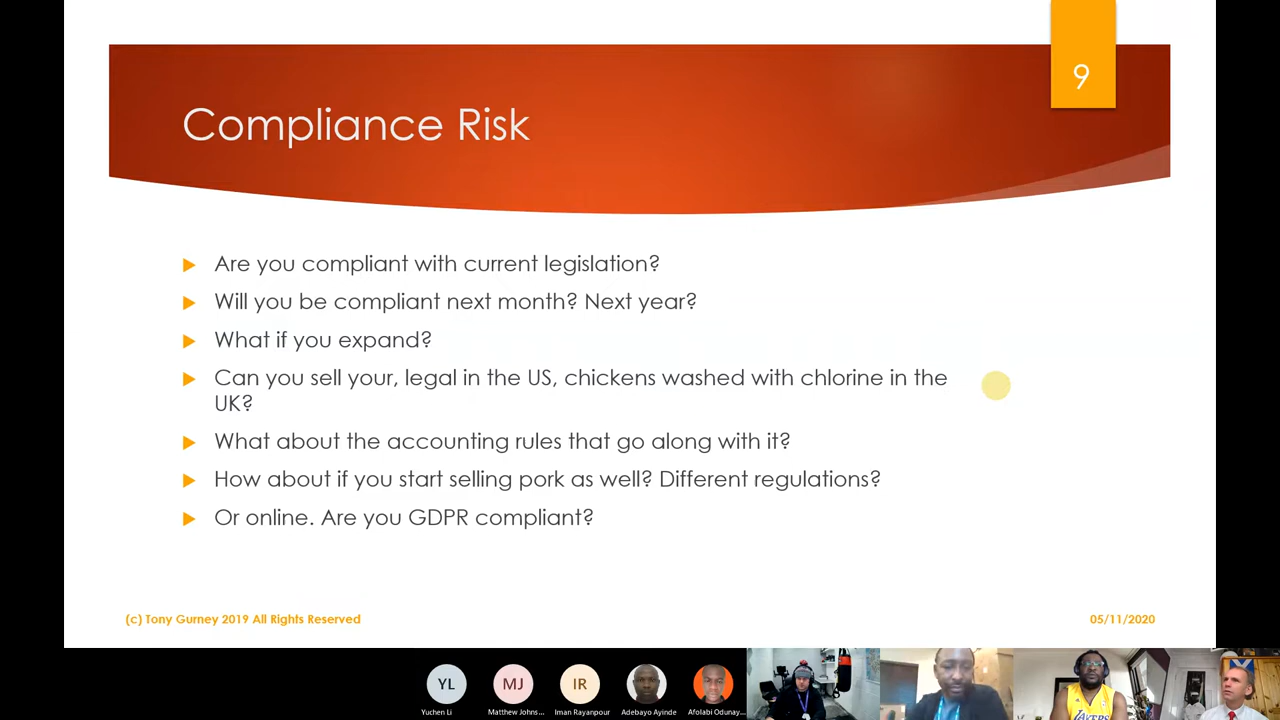 9
Compliance Risk
Are you compliant with current legislation?
Will you be compliant next month? Next year?
What if you expand?
Can you sell your, legal in the US, chickens washed with chlorine in the
UK?
What about the accounting rules that go along with it?
How about if you start selling pork as well? Different regulations?
Or online. Are you GDPR compliant?
(c) Tony Gurney 2019 All Rights Reserved
05/11/2020
YL
MJ
IR
Yuchen Li
Matthew Johns...
Iman Rayanpour
Adebayo Ayinde
Afolabi Odunay...
LAKERS